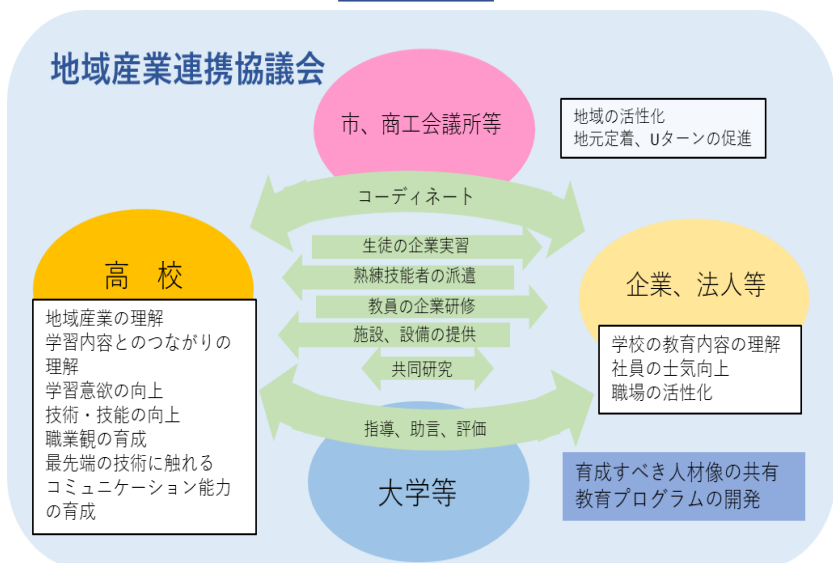 地域産業連携協議会
市、商工会議所等
地域の活性化
地元定着、Uターンの促進
コーディネート
生徒の企業実習
熟練技能者の派遣
教員の企業研修
施設、設備の提供
共同研究
高 校
地域産業の理解
学習内容とのつながりの
理解
学習意欲の向上
技術・技能の向上
職業観の育成
最先端の技術に触れる
コミュニケーション能力
の育成
企業、法人等
学校の教育内容の理解
社員の士気向上
職場の活性化
指導、助言、評価
大学等
育成すべき人材像の共有
教育プログラムの開発